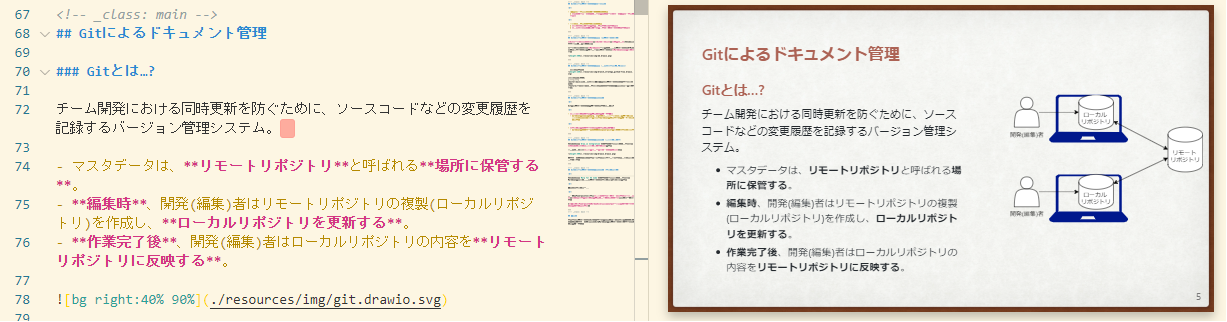 67 <!-- _class: main -->
68 ## Gitによるドキュメント管理
69
70 ### Gitとは…?
71
72 チーム開発における同時更新を防ぐために、ソースコードなどの変更履歴を
記録するバージョン管理システム。
73
74 - マスタデータは、**リモートリポジトリ**と呼ばれる**場所に保管する
**。
75 - **編集時**、開発(編集)者はリモートリポジトリの複製(ローカルリポジ
トリ)を作成し、**ローカルリポジトリを更新する**。
76 - **作業完了後**、開発(編集)者はローカルリポジトリの内容を**リモート
リポジトリに反映する**。
77
78 ![bg right:40% 90%](./resources/img/git.drawio.svg)
79
Gitによるドキュメント管理
Gitとは…?
チーム開発における同時更新を防ぐために、ソース
コードなどの変更履歴を記録するバージョン管理シ
ステム。
• マスタデータは、リモートリポジトリと呼ばれる場
所に保管する。
• 編集時、開発(編集)者はリモートリポジトリの複製
(ローカルリポジトリ)を作成し、ローカルリポジト
リを更新する。
• 作業完了後、開発(編集)者はローカルリポジトリの
内容をリモートリポジトリに反映する。
ローカル
リポジトリ
開発(編集)者
リモート
リポジトリ
ローカル
リポジトリ
開発(編集)者
5